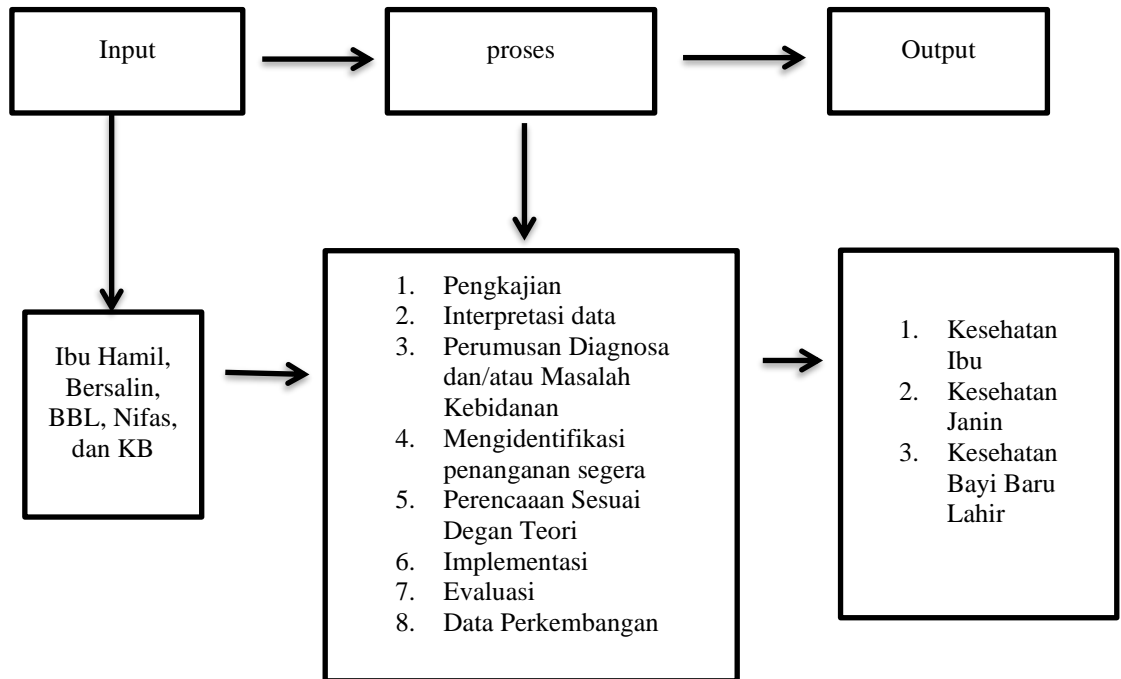 Input
proses
Output
Ibu Hamil,
Bersalin,
BBL, Nifas,
dan KB
1. Pengkajian
2. Interpretasi data
3. Perumusan Diagnosa
dan/atau Masalah
Kebidanan
4. Mengidentifikasi
penanganan segera
5. Perencaaan Sesuai
Degan Teori
6. Implementasi
7. Evaluasi
8. Data Perkembangan
1. Kesehatan
Ibu
2. Kesehatan
Janin
3. Kesehatan
Bayi Baru
Lahir